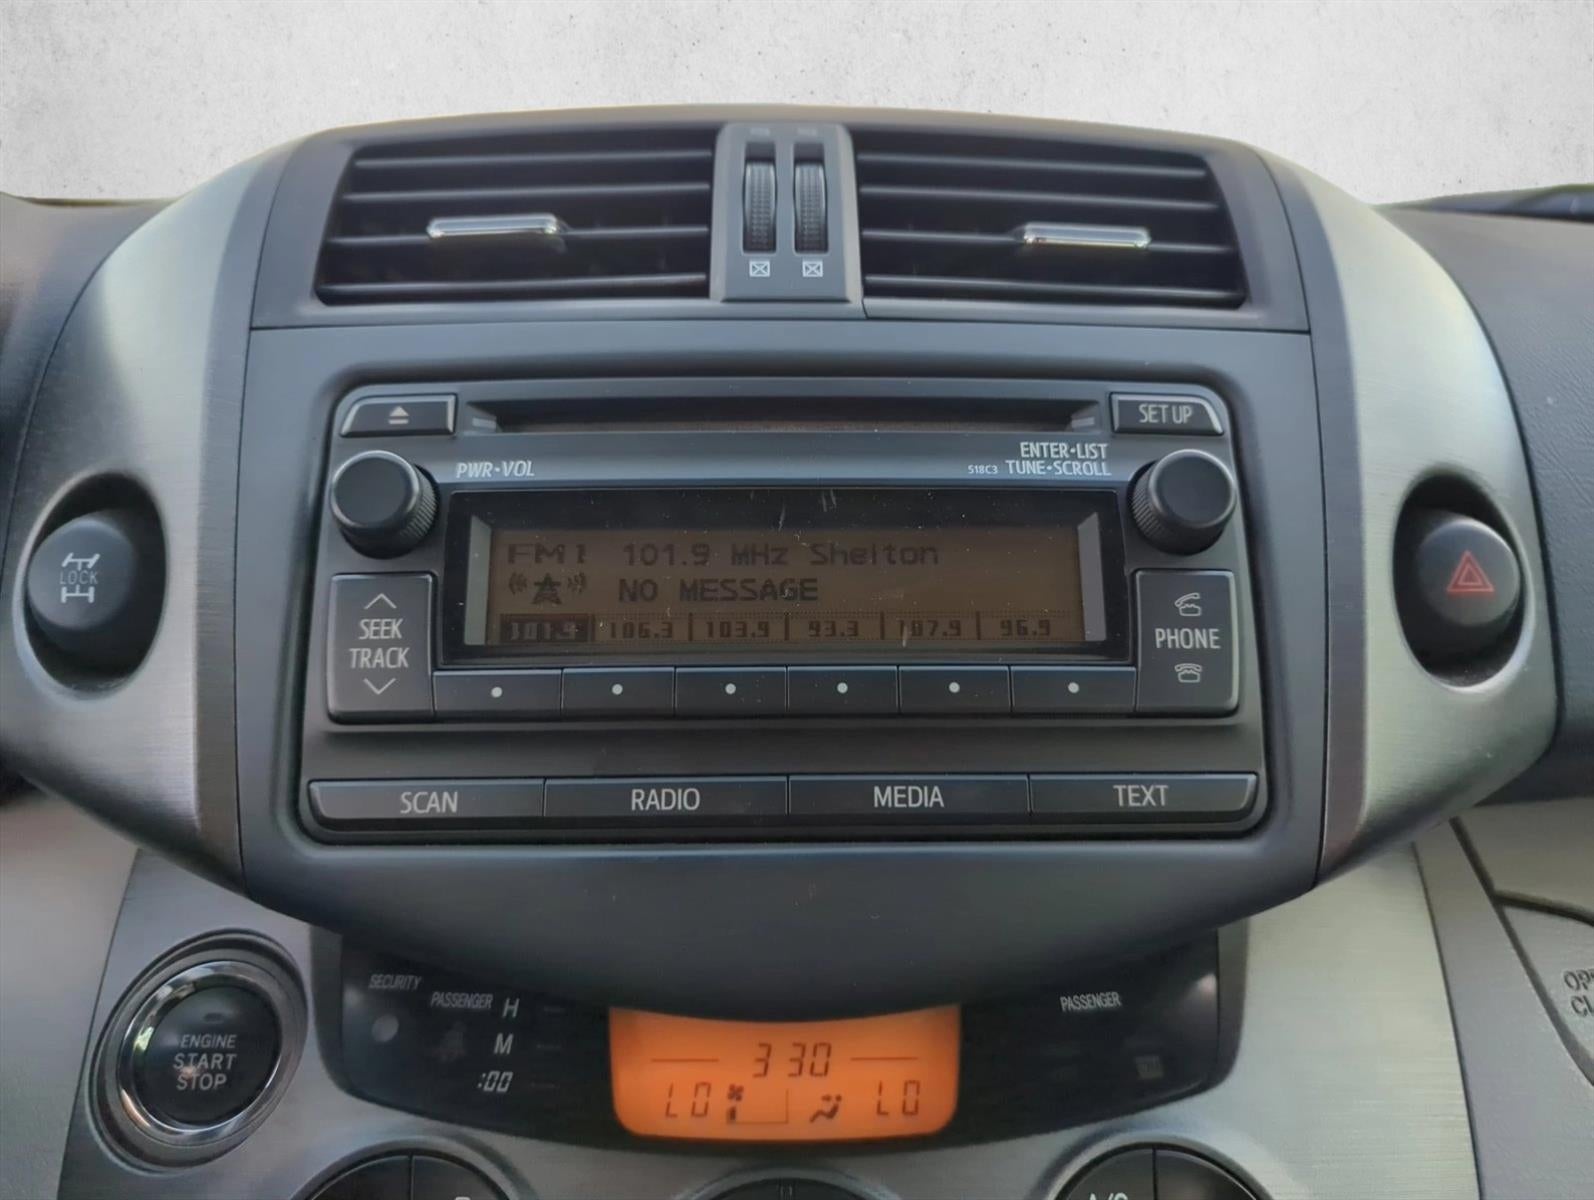 SET UP
PWR•VOL
ENTER•LIST
518C3 TUNE•SCROLL
FM1 101.9 MHz Shelton
NO MESSAGE
101.9 106.3 103.9 93.3 107.9 96.9
LOCK
SEEK
TRACK
PHONE
SCAN RADIO MEDIA TEXT
SECURITY
PASSENGER
H
M
:00
PASSENGER
3 30
LO LO
ENGINE
START
STOP
A/C